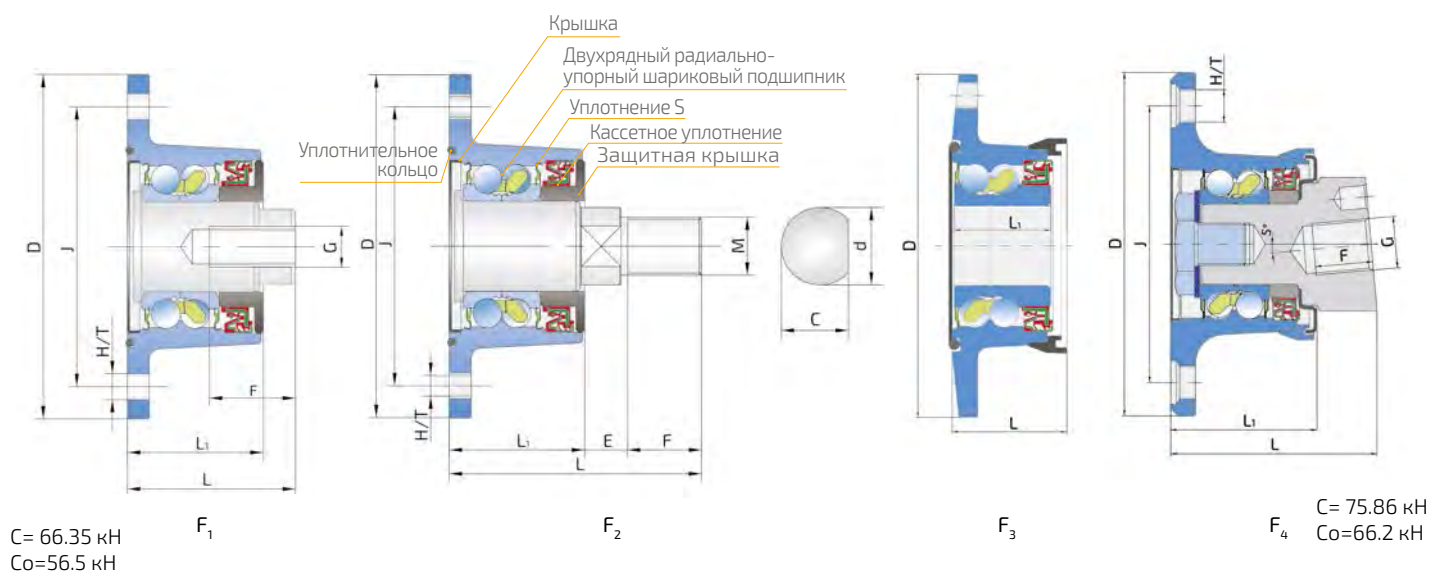 Крышка
Двухрядный радиально-
упорный шариковый подшипник
Уплотнение S
Кассетное уплотнение
Защитная крышка
Уплотнительное
кольцо
D
J
H/T
G
F
L₁
L
D
J
H/T
M
L₁
E
F
L
d
C
D
L₁
L
H/T
D
J
5°
F
G
L₁
L
F₁
F₂
F₃
F₄
C= 66.35 кН
Co=56.5 кН
C= 75.86 кН
Co=66.2 кН